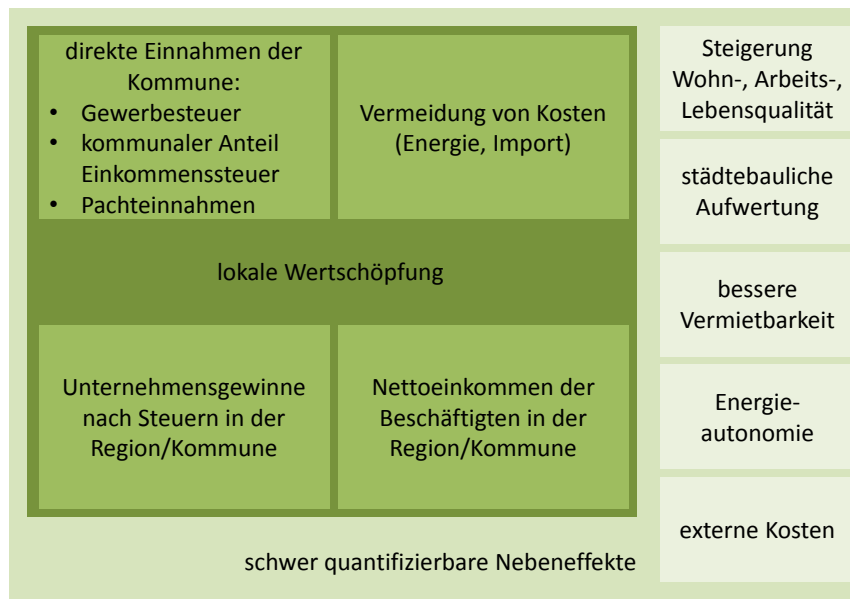 direkte Einnahmen der
Kommune:
• Gewerbesteuer
• kommunaler Anteil
Einkommenssteuer
• Pachteinnahmen
Vermeidung von Kosten
(Energie, Import)
lokale Wertschöpfung
Unternehmensgewinne
nach Steuern in der
Region/Kommune
Nettoeinkommen der
Beschäftigten in der
Region/Kommune
schwer quantifizierbare Nebeneffekte
Steigerung
Wohn-, Arbeits-,
Lebensqualität
städtebauliche
Aufwertung
bessere
Vermietbarkeit
Energie-
autonomie
externe Kosten